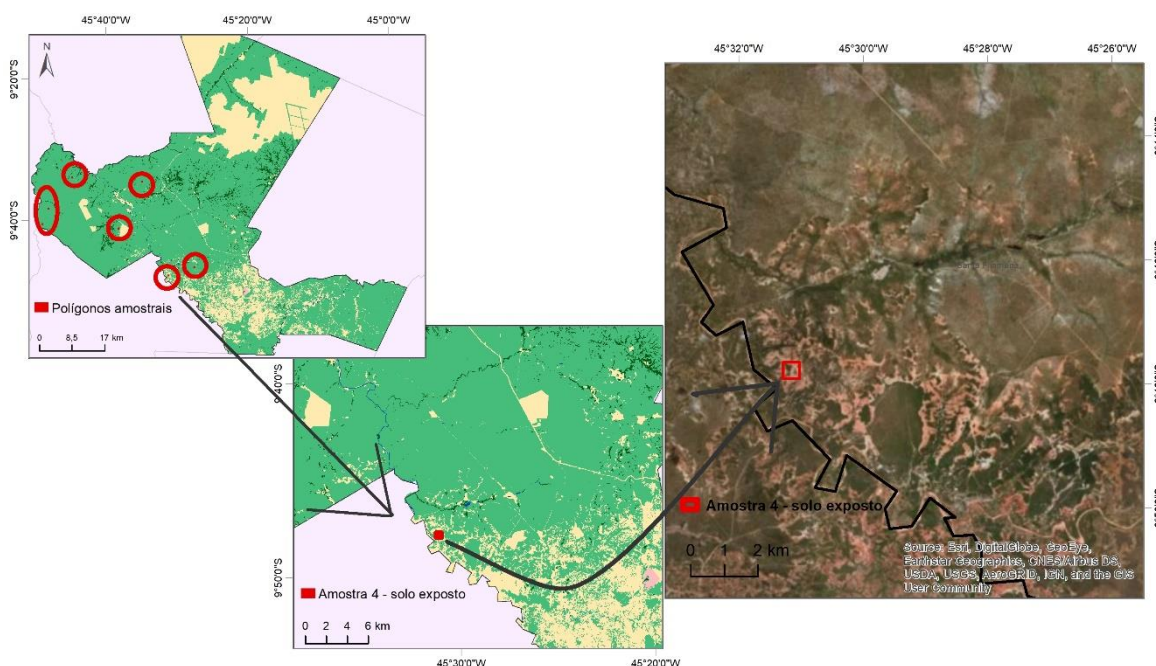 45°40'0"W 45°20'0"W 45°0'0"W
N
9°20'0"S
9°40'0"S
Polígonos amostrais
0 8,5 17 km
9°50'0"S
Amostra 4 - solo exposto
0 2 4 6 km
45°30'0"W 45°20'0"W
45°32'0"W 45°30'0"W 45°28'0"W 45°26'0"W
Amostra 4 - solo exposto
0 1 2 km
Source: Esri, DigitalGlobe, GeoEye,
Earthstar Geographics, CNES/Airbus DS,
USDA, USGS, AeroGRID, IGN, and the GIS
User Community